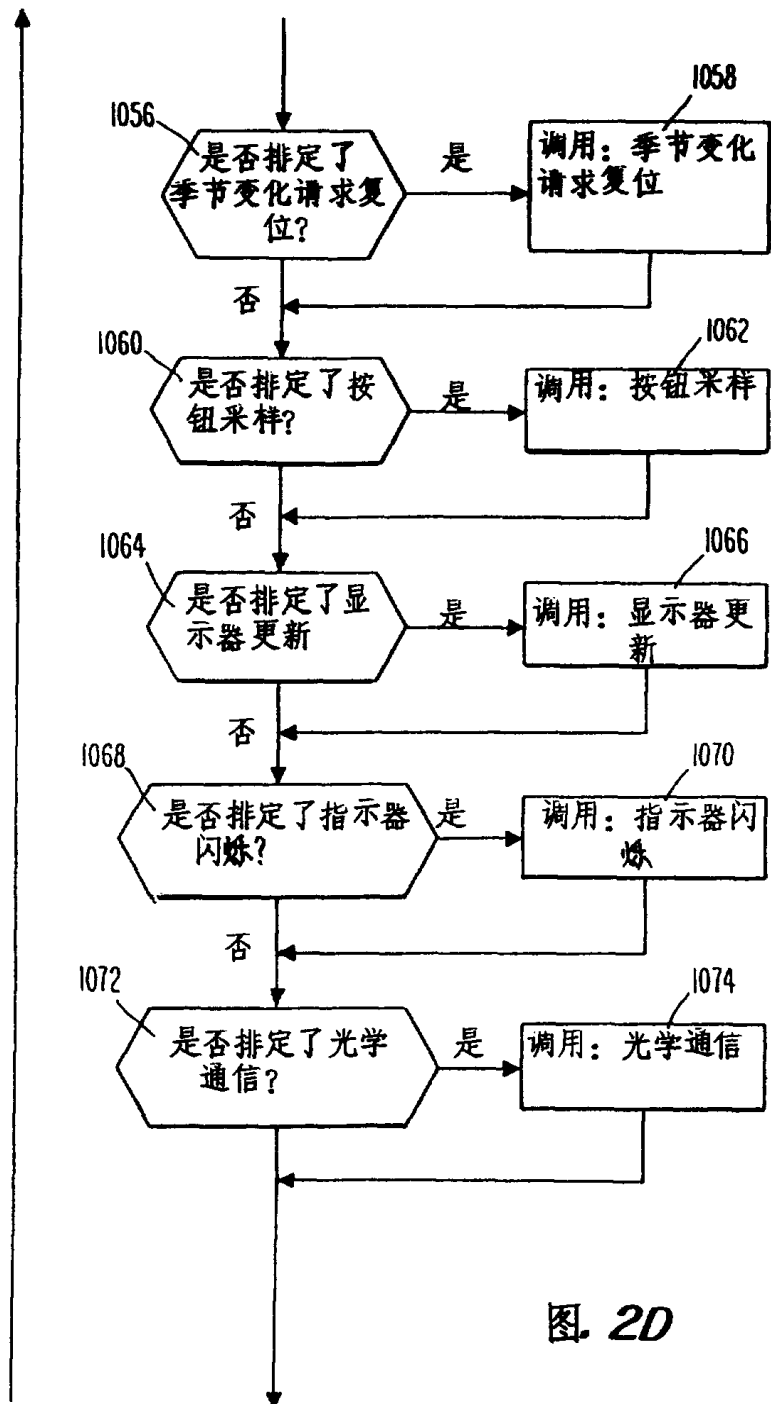 1056
是否排定了
季节变化请求复
位?
是
1058
调用: 季节变化
请求复位
否
1060
是否排定了按
钮采样?
是
1062
调用: 按钮采样
否
1064
是否排定了显
示器更新
是
1066
调用: 显示器更
新
否
1068
是否排定了指示器
闪烁?
是
1070
调用: 指示器闪
烁
否
1072
是否排定了光学
通信?
是
1074
调用: 光学通信
图. 2D